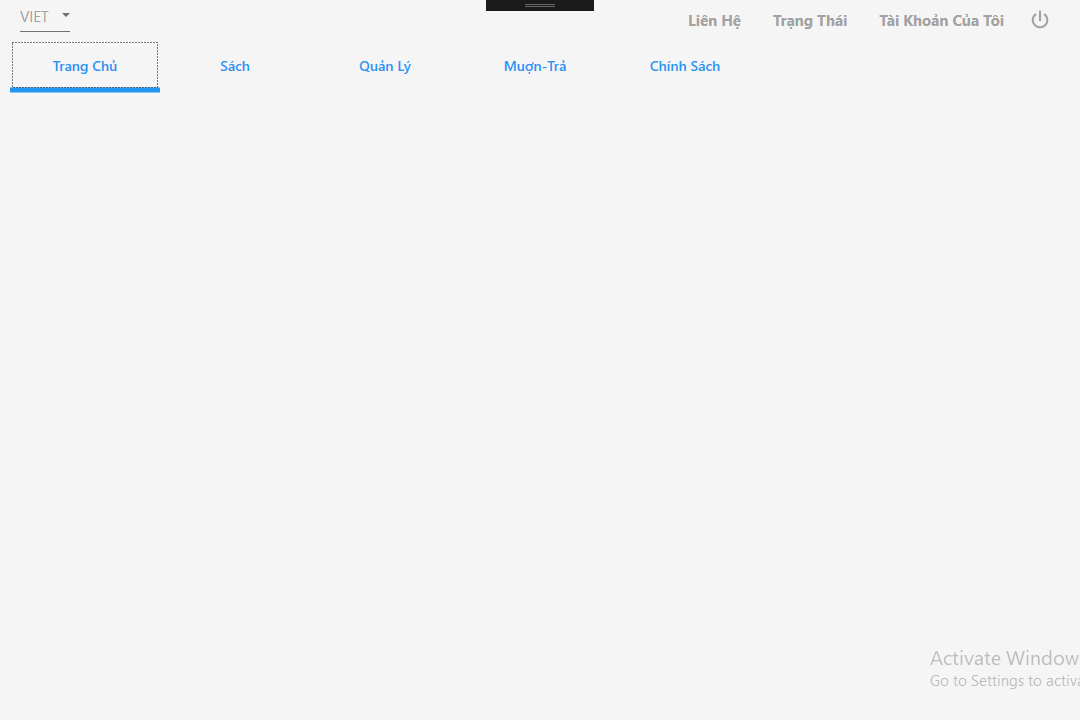 VIET
Liên Hệ Trạng Thái Tài Khoản Của Tôi
Trang Chủ Sách Quản Lý Muợn-Trả Chính Sách
Activate Window
Go to Settings to activa